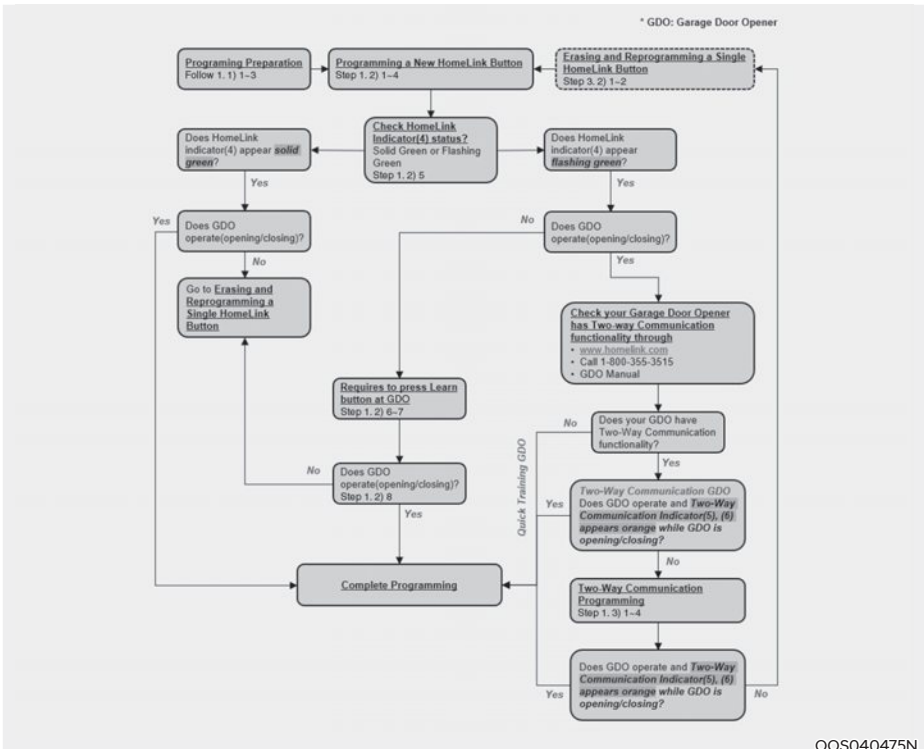 * GDO: Garage Door Opener
Programing Preparation
Follow 1. 1) 1~3
Programming a New HomeLink Button
Step 1. 2) 1~4
Erasing and Reprogramming a Single
HomeLink Button
Step 3. 2) 1~2
Does HomeLink
indicator(4) appear solid
green?
Check HomeLink
Indicator(4) status?
Solid Green or Flashing
Green
Step 1. 2) 5
Does HomeLink
indicator(4) appear
flashing green?
Yes
Yes
Yes
Does GDO
operate(opening/closing)?
No
Does GDO
operate(opening/closing)?
No
Yes
Go to Erasing and
Reprogramming a
Single HomeLink
Button
Check your Garage Door Opener
has Two-way Communication
functionality through
• www.homelink.com
• Call 1-800-355-3515
• GDO Manual
Requires to press Learn
button at GDO
Step 1. 2) 6~7
No
Does your GDO have
Two-Way Communication
functionality?
Quick Training GDO
Yes
No
Does GDO
operate(opening/closing)?
Step 1. 2) 8
Yes
Yes
Two-Way Communication GDO
Does GDO operate and Two-Way
Communication Indicator(5), (6)
appears orange while GDO is
opening/closing?
No
Complete Programming
Two-Way Communication
Programming
Step 1. 3) 1~4
Does GDO operate and Two-Way
Communication Indicator(5), (6)
appears orange while GDO is
opening/closing?
Yes
No
OOS040475N